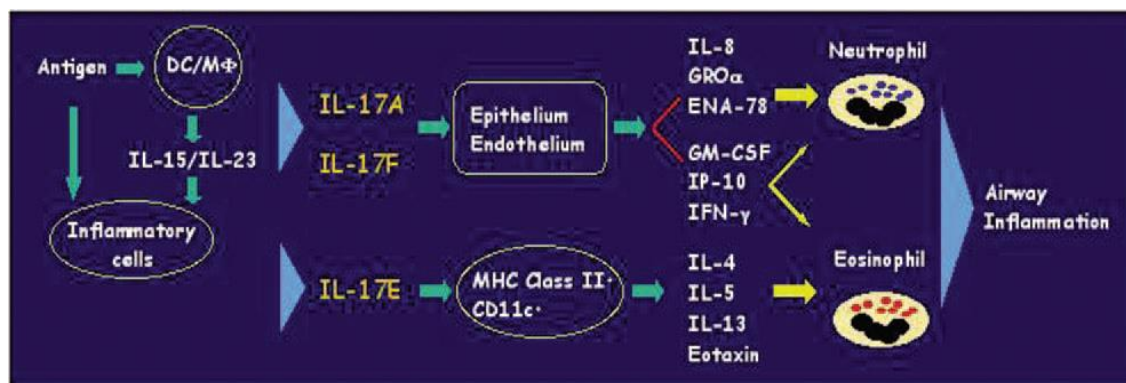 Antigen
DC/MΦ
IL-15/IL-23
Inflammatory
cells
IL-17A
IL-17F
Epithelium
Endothelium
IL-8
GROα
ENA-78
GM-CSF
IP-10
IFN-γ
Neutrophil
IL-17E
MHC Class II·
CD11c·
IL-4
IL-5
IL-13
Eotaxin
Eosinophil
Airway
Inflammation